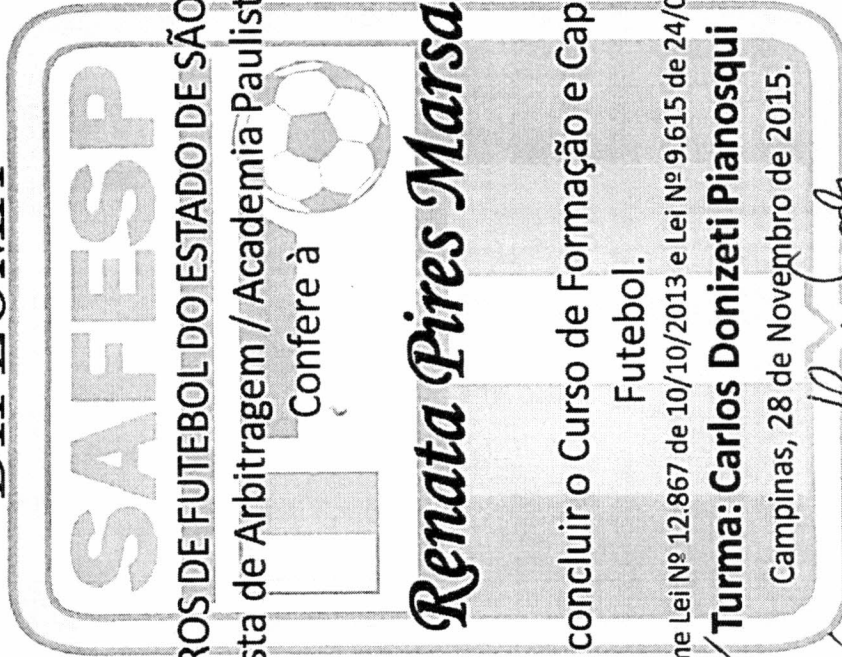 DIPLOMA
SAFESP
ROS DE FUTEBOL DO ESTADO DE SÃO
sta de Arbitragem / Academia Paulist
Confere à
Renata Pires Marsa
concluir o Curso de Formação e Cap
Futebol.
me Lei Nº 12.867 de 10/10/2013 e Lei Nº 9.615 de 24/0
Turma: Carlos Donizeti Pianosqui
Campinas, 28 de Novembro de 2015.